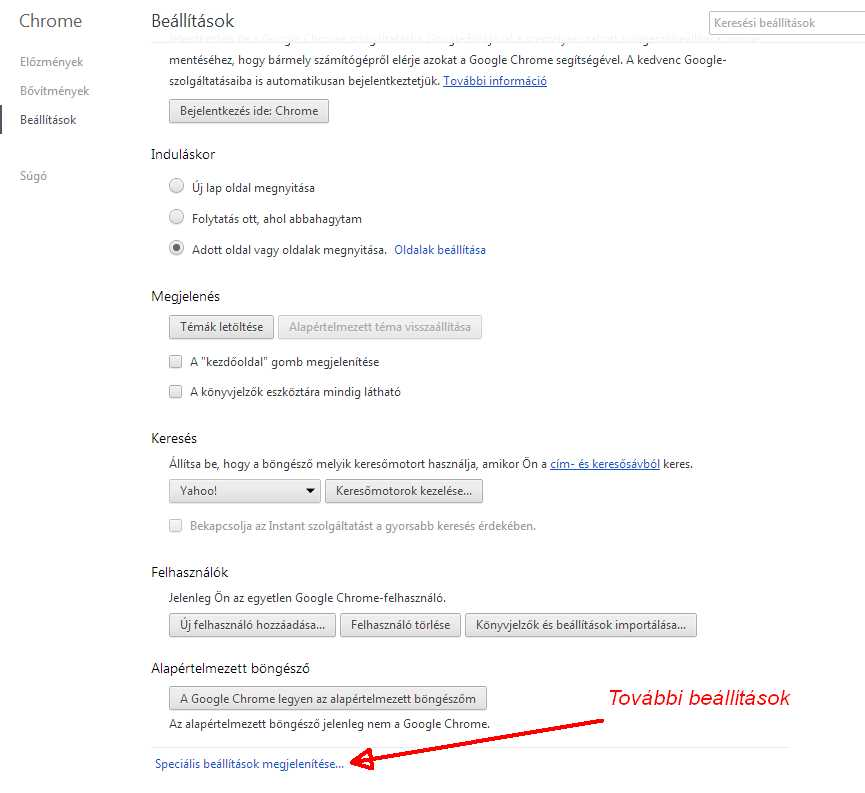 Chrome
Beállítások
Keresési beállítások
Előzmények
Bővítmények
Beállítások
Súgó
mentéséhez, hogy bármely számítógépről elérje azokat a Google Chrome segítségével. A kedvenc Google-
szolgáltatásaiba is automatikusan bejelentkeztetjük. További információ
Bejelentkezés ide: Chrome
Induláskor
Új lap oldal megnyitása
Folytatás ott, ahol abbahagytam
Adott oldal vagy oldalak megnyitása. Oldalak beállítása
Megjelenés
Témák letöltése Alapértelmezett téma visszaállítása
A "kezdőoldal" gomb megjelenítése
A könyvjelzők eszköztára mindig látható
Keresés
Állítsa be, hogy a böngésző melyik keresőmotort használja, amikor Ön a cím- és keresősávból keres.
Yahoo! Keresőmotorok kezelése...
Bekapcsolja az Instant szolgáltatást a gyorsabb keresés érdekében.
Felhasználók
Jelenleg Ön az egyetlen Google Chrome-felhasználó.
Új felhasználó hozzáadása... Felhasználó törlése Könyvjelzők és beállítások importálása...
Alapértelmezett böngésző
A Google Chrome legyen az alapértelmezett böngészőm
Az alapértelmezett böngésző jelenleg nem a Google Chrome.
További beállitások
Speciális beállítások megjelenítése...